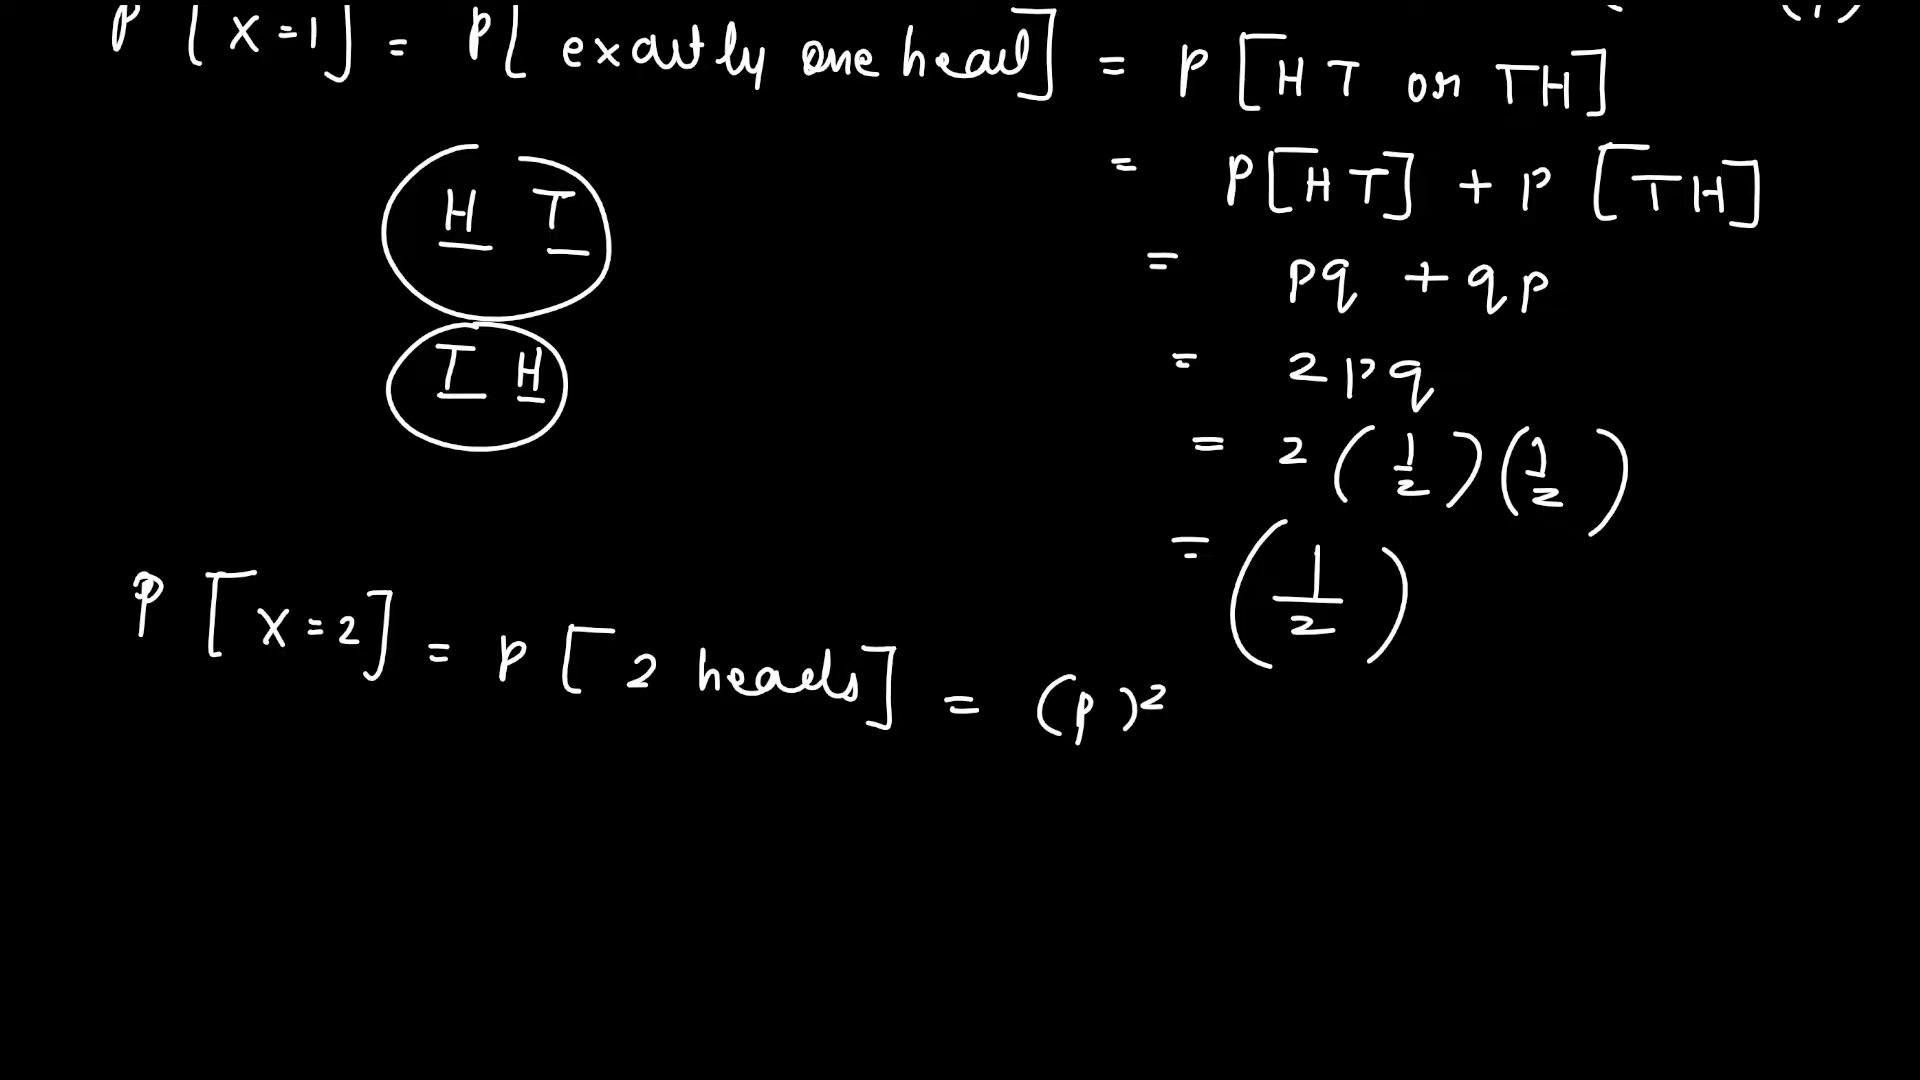 P[X=1] = P[exactly one head] = P[HT or TH]
= P[HT] + P[TH]
H T
= pq + qp
T H
= 2pq
= 2(1/2)(1/2)
= (1/2)
P[X=2] = P[2 heads] = (p)²